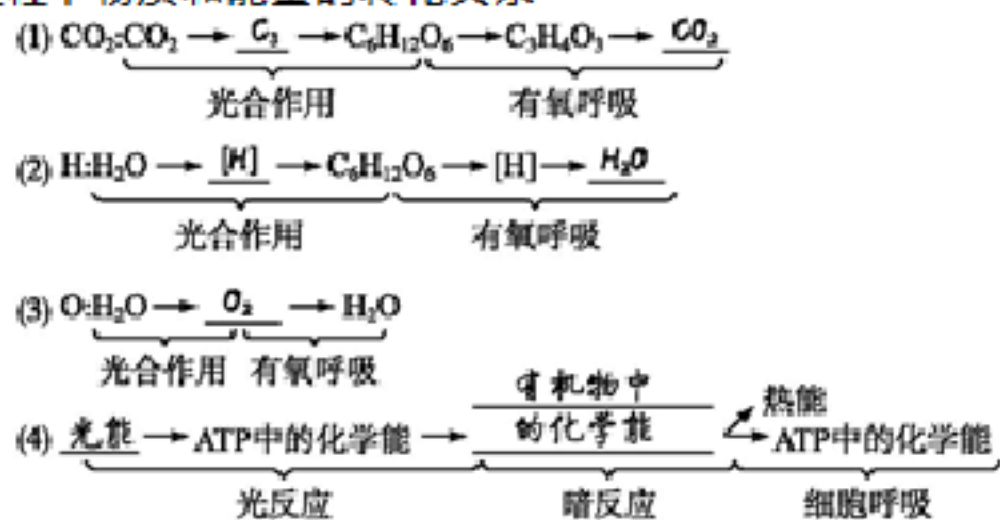 (1) CO₂:CO₂ → C₃ → C₆H₁₂O₆ → C₃H₄O₃ → CO₂
光合作用 有氧呼吸
(2) H:H₂O → [H] → C₆H₁₂O₆ → [H] → H₂O
光合作用 有氧呼吸
(3) O:H₂O → O₂ → H₂O
光合作用 有氧呼吸
有机物中
热能
(4) 光能 → ATP中的化学能 → 的化学能 → ATP中的化学能
光反应 暗反应 细胞呼吸